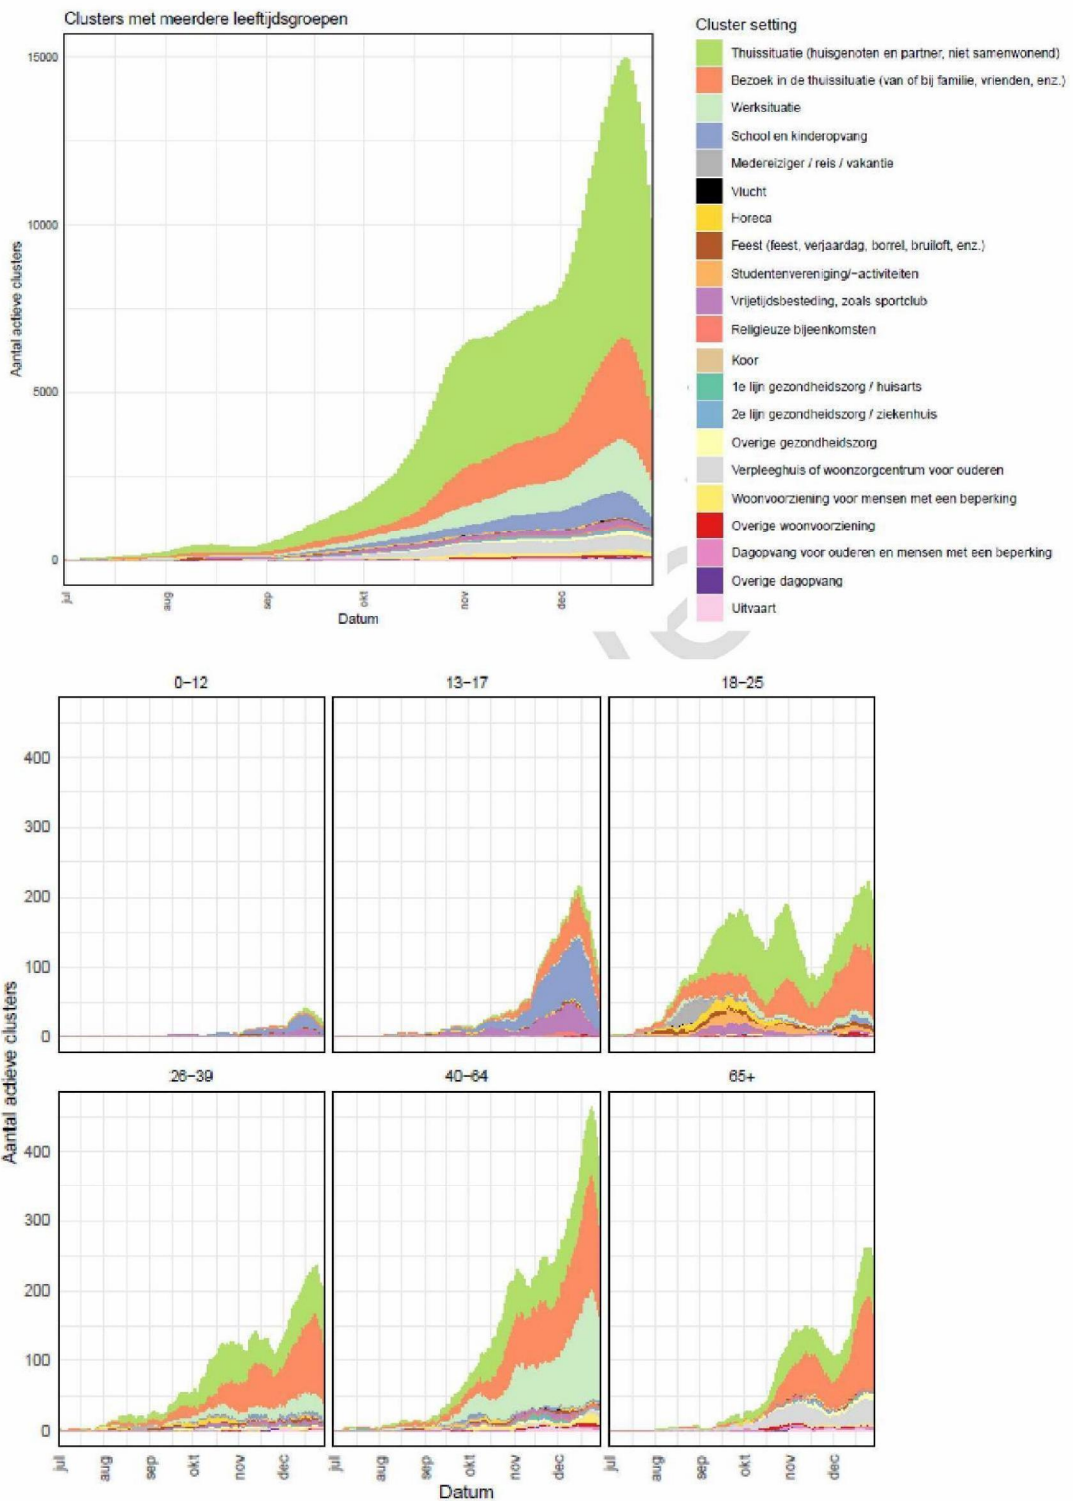 Clusters met meerdere leeftijdsgroepen
15000
10000
5000
0
Aantal actieve clusters
jul
aug
sep
okt
nov
dec
Datum
Cluster setting
Thuissituatie (huisgenoten en partner, niet samenwonend)
Bezoek in de thuissituatie (van of bij familie, vrienden, enz.)
Werksituatie
School en kinderopvang
Medereiziger / reis / vakantie
Vlucht
Horeca
Feest (feest, verjaardag, borrel, bruiloft, enz.)
Studentenvereniging/-activiteiten
Vrijetijdsbesteding, zoals sportclub
Religieuze bijeenkomsten
Koor
1e lijn gezondheidszorg / huisarts
2e lijn gezondheidszorg / ziekenhuis
Overige gezondheidszorg
Verpleeghuis of woonzorgcentrum voor ouderen
Woonvoorziening voor mensen met een beperking
Overige woonvoorziening
Dagopvang voor ouderen en mensen met een beperking
Overige dagopvang
Uitvaart
0-12
13-17
18-25
400
300
200
100
0
Aantal actieve clusters
26-39
40-64
65+
400
300
200
100
0
jul
aug
sep
okt
nov
dec
jul
aug
sep
okt
nov
dec
jul
aug
sep
okt
nov
dec
Datum